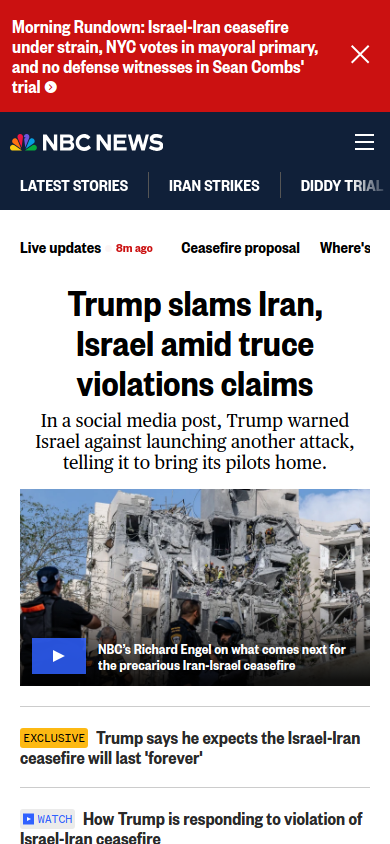 Morning Rundown: Israel-Iran ceasefire
under strain, NYC votes in mayoral primary,
and no defense witnesses in Sean Combs'
trial
NBC NEWS
LATEST STORIES IRAN STRIKES DIDDY TRIAL
Live updates 8m ago Ceasefire proposal Where's
Trump slams Iran,
Israel amid truce
violations claims
In a social media post, Trump warned
Israel against launching another attack,
telling it to bring its pilots home.
NBC's Richard Engel on what comes next for
the precarious Iran-Israel ceasefire
EXCLUSIVE Trump says he expects the Israel-Iran
ceasefire will last 'forever'
WATCH How Trump is responding to violation of
Israel-Iran ceasefire